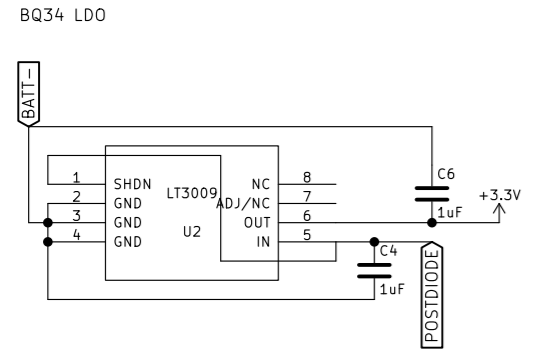 BQ34 LDO
BATT-
1 SHDN
2 GND
3 GND
4 GND
LT3009
U2
NC 8
ADJ/NC 7
OUT 6
IN 5
C6
1uF
+3.3V
C4
1uF
POSTDIODE